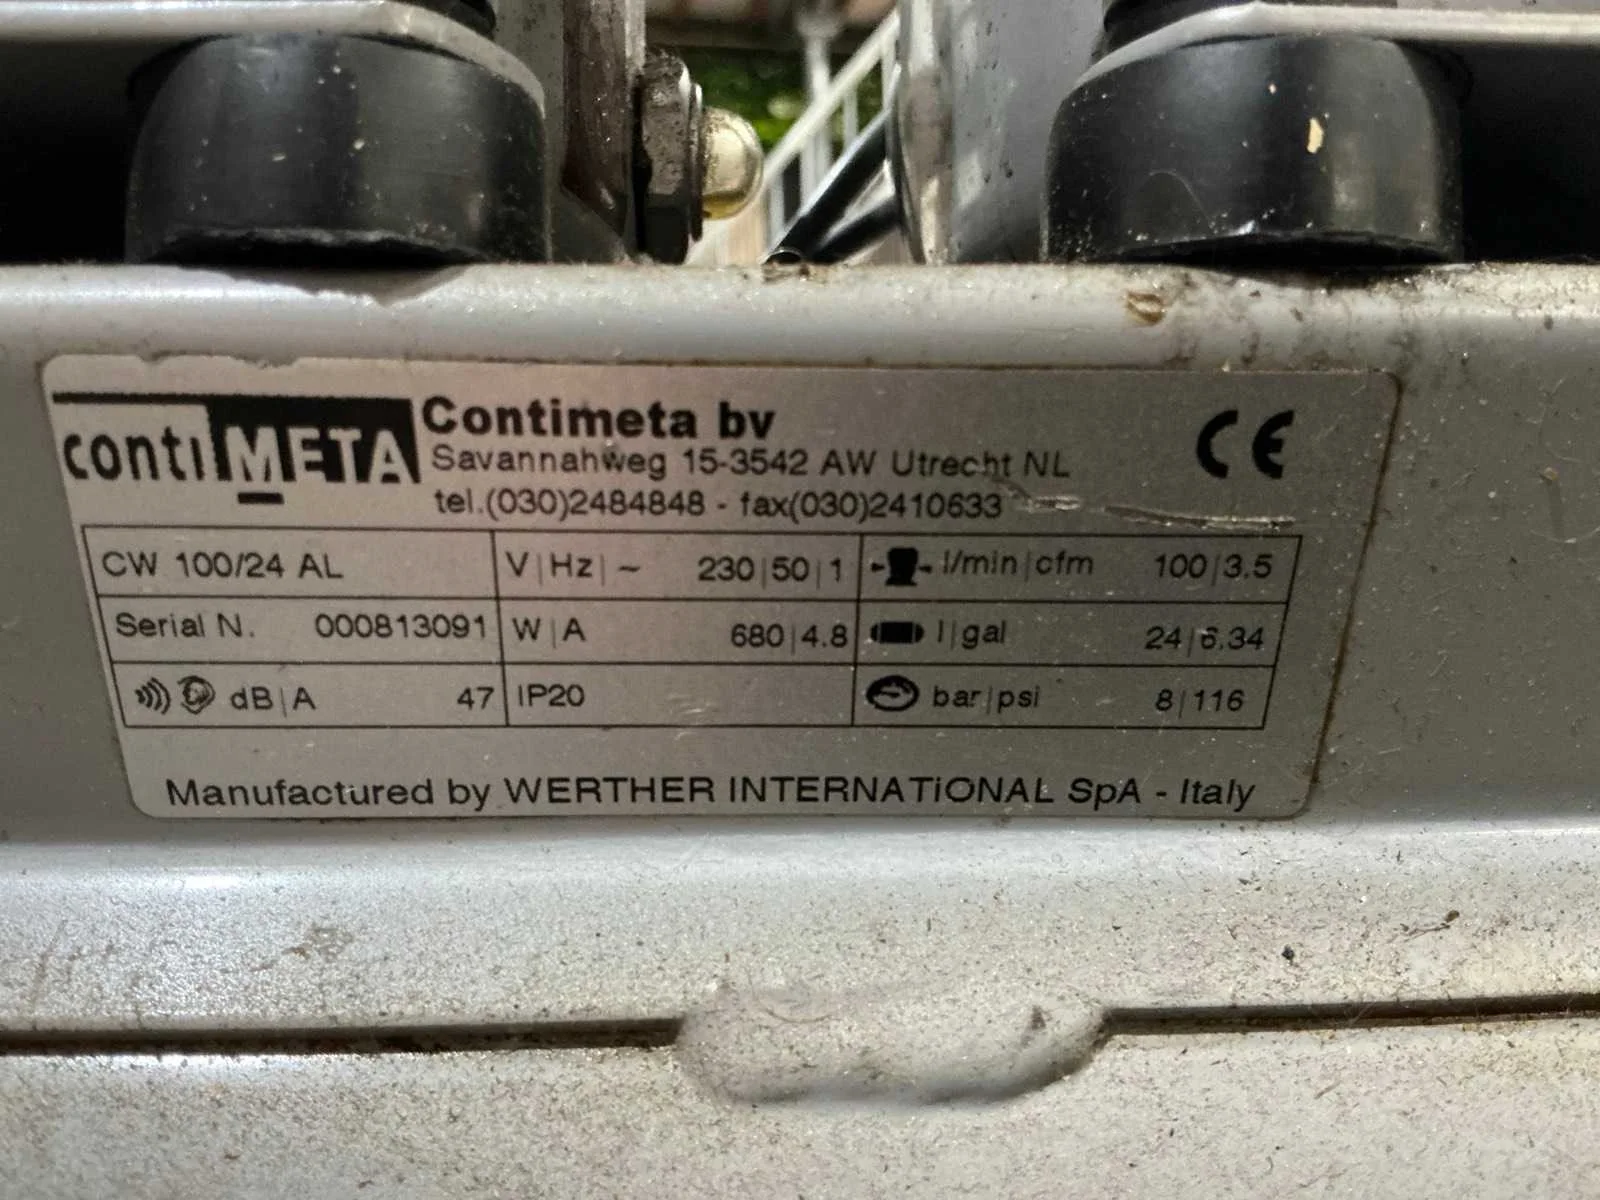 contiMETA
Contimeta bv
Savannahweg 15-3542 AW Utrecht NL
tel.(030)2484848 - fax(030)2410633
CE
CW 100/24 AL V|Hz|~ 230|50|1 l/min|cfm 100|3.5
Serial N. 000813091 W|A 680|4.8 l|gal 24|6.34
dB|A 47 IP20 bar|psi 8|116
Manufactured by WERTHER INTERNATiONAL SpA - Italy